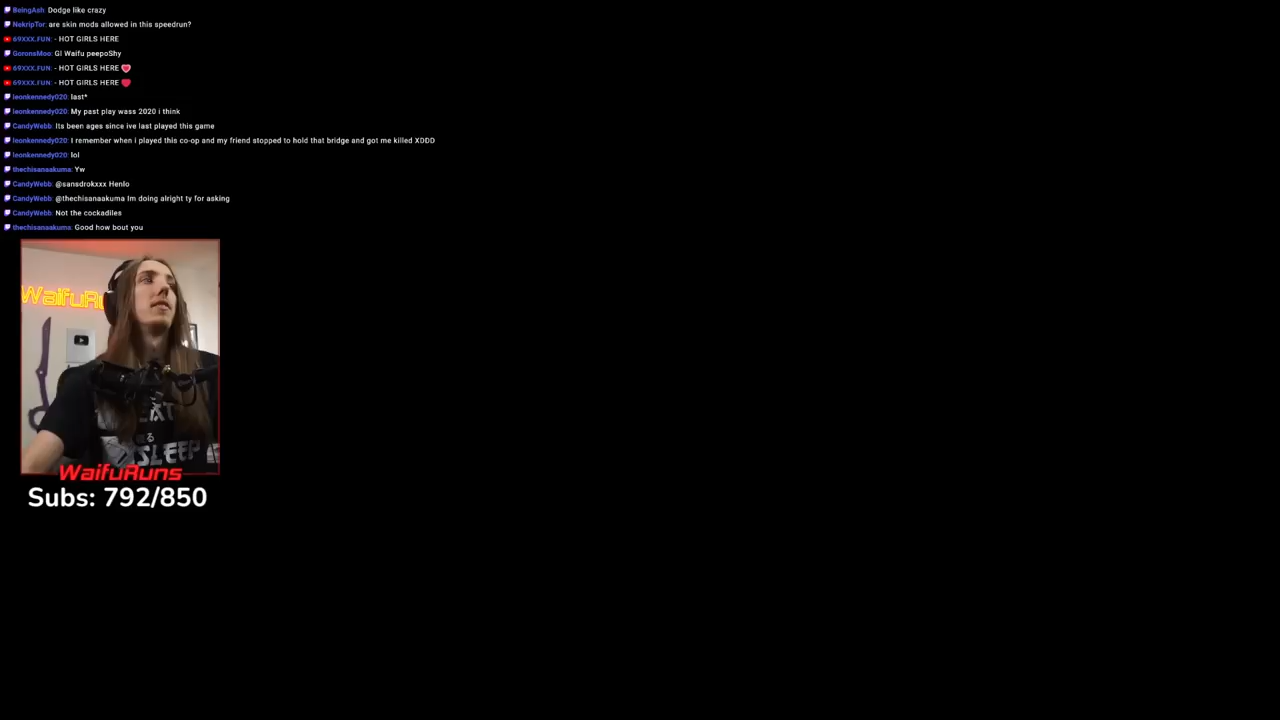 BeingAsh: Dodge like crazy
NekripTor: are skin mods allowed in this speedrun?
69XXX.FUN: - HOT GIRLS HERE
GoronsMoo: Gl Waifu peepoShy
69XXX.FUN: - HOT GIRLS HERE
69XXX.FUN: - HOT GIRLS HERE
leonkennedy020: last*
leonkennedy020: My past play wass 2020 i think
CandyWebb: Its been ages since ive last played this game
leonkennedy020: I remember when i played this co-op and my friend stopped to hold that bridge and got me killed XDDD
leonkennedy020: lol
thechisanaakuma: Yw
CandyWebb: @sansdrokxxx Henlo
CandyWebb: @thechisanaakuma Im doing alright ty for asking
CandyWebb: Not the cockadiles
thechisanaakuma: Good how bout you
WaifuRu
EAT
SLEEP
WaifuRuns
Subs: 792/850